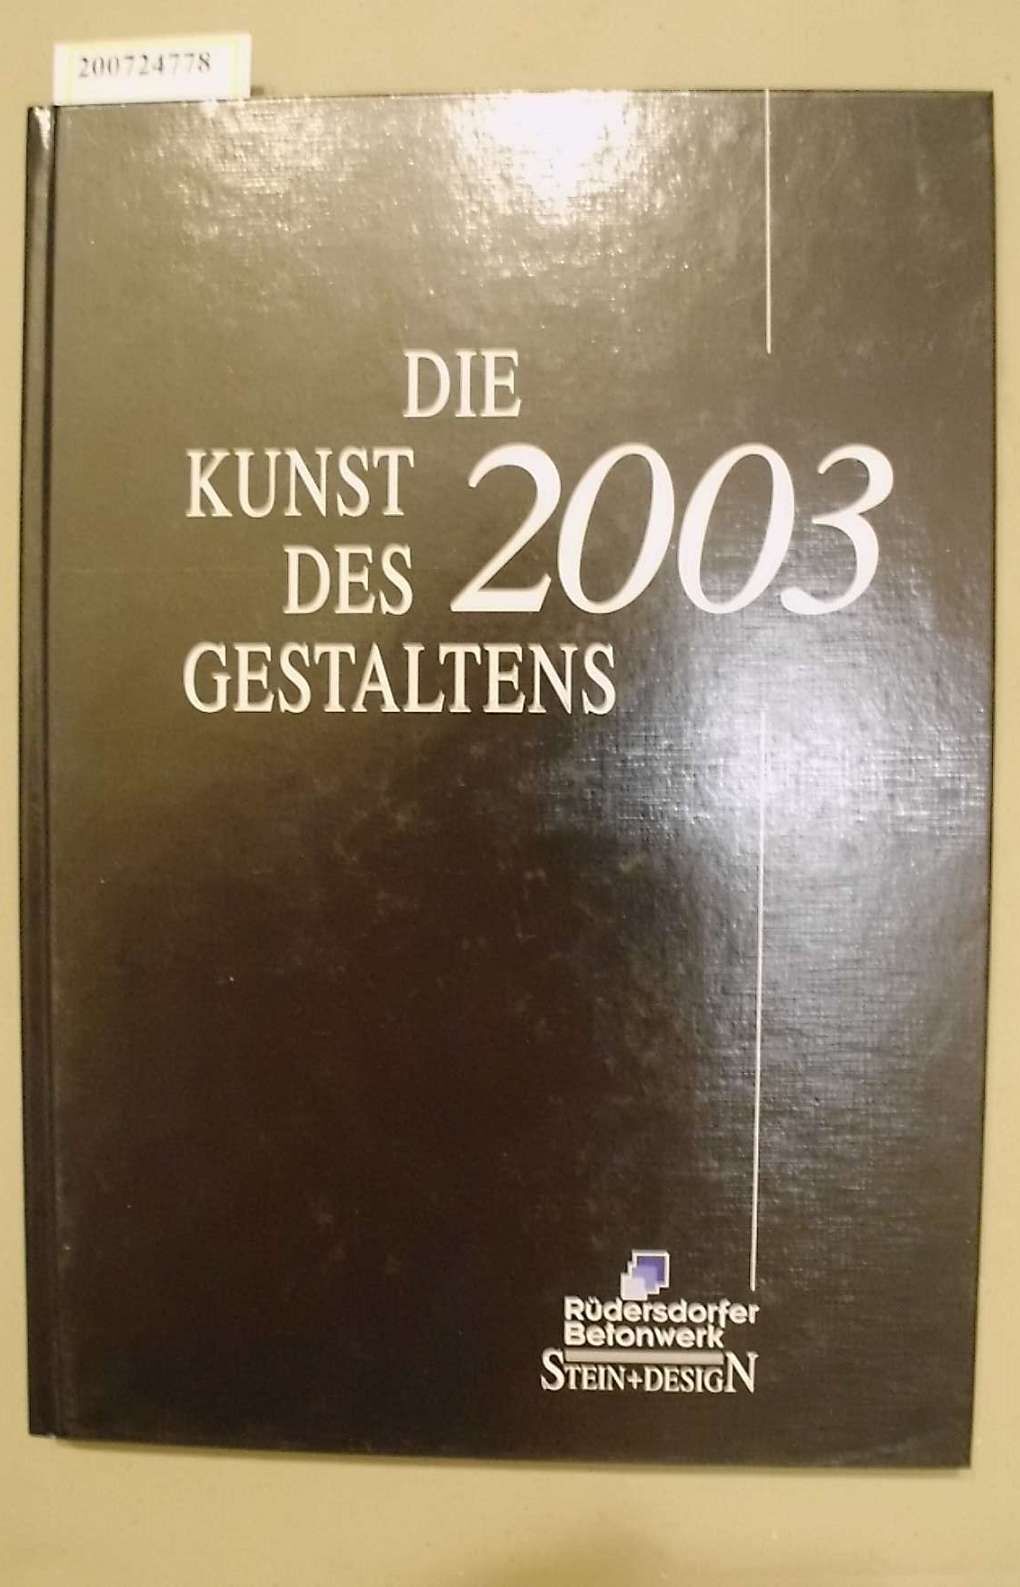 200724778
DIE
KUNST 2003
DES
GESTALTENS
Rüdersdorfer
Betonwerk
STEIN+DESIGN